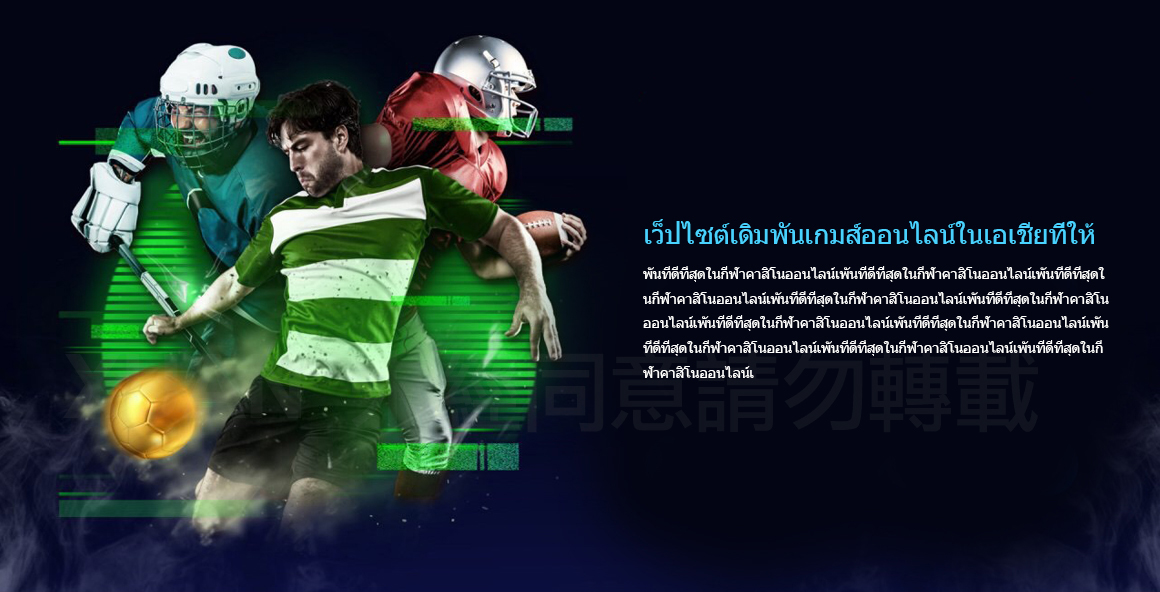 เว็ปไซต์เดิมพันเกมส์ออนไลน์ในเอเชียที่ให้
พันที่ดีที่สุดในกีฬาคาสิโนออนไลน์เพันที่ดีที่สุดในกีฬาคาสิโนออนไลน์เพันที่ดีที่สุดใ
นกีฬาคาสิโนออนไลน์เพันที่ดีที่สุดในกีฬาคาสิโนออนไลน์เพันที่ดีที่สุดในกีฬาคาสิโน
ออนไลน์เพันที่ดีที่สุดในกีฬาคาสิโนออนไลน์เพันที่ดีที่สุดในกีฬาคาสิโนออนไลน์เพัน
ที่ดีที่สุดในกีฬาคาสิโนออนไลน์เพันที่ดีที่สุดในกีฬาคาสิโนออนไลน์เพันที่ดีที่สุดในกี
ฬาคาสิโนออนไลน์เ
同意請勿轉載